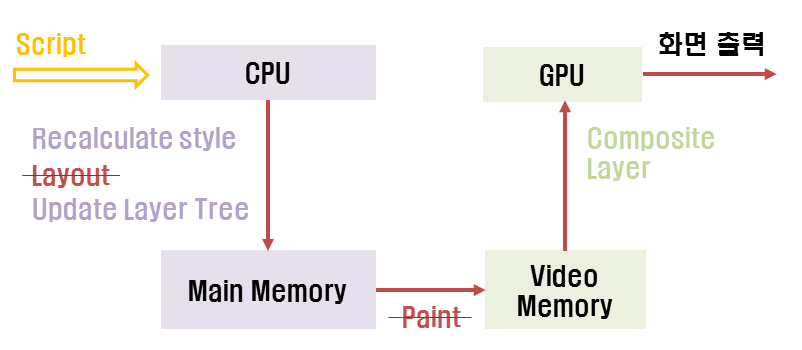 Script
CPU
GPU
화면 출력
Recalculate style
Layout
Update Layer Tree
Composite
Layer
Main Memory
Paint
Video
Memory